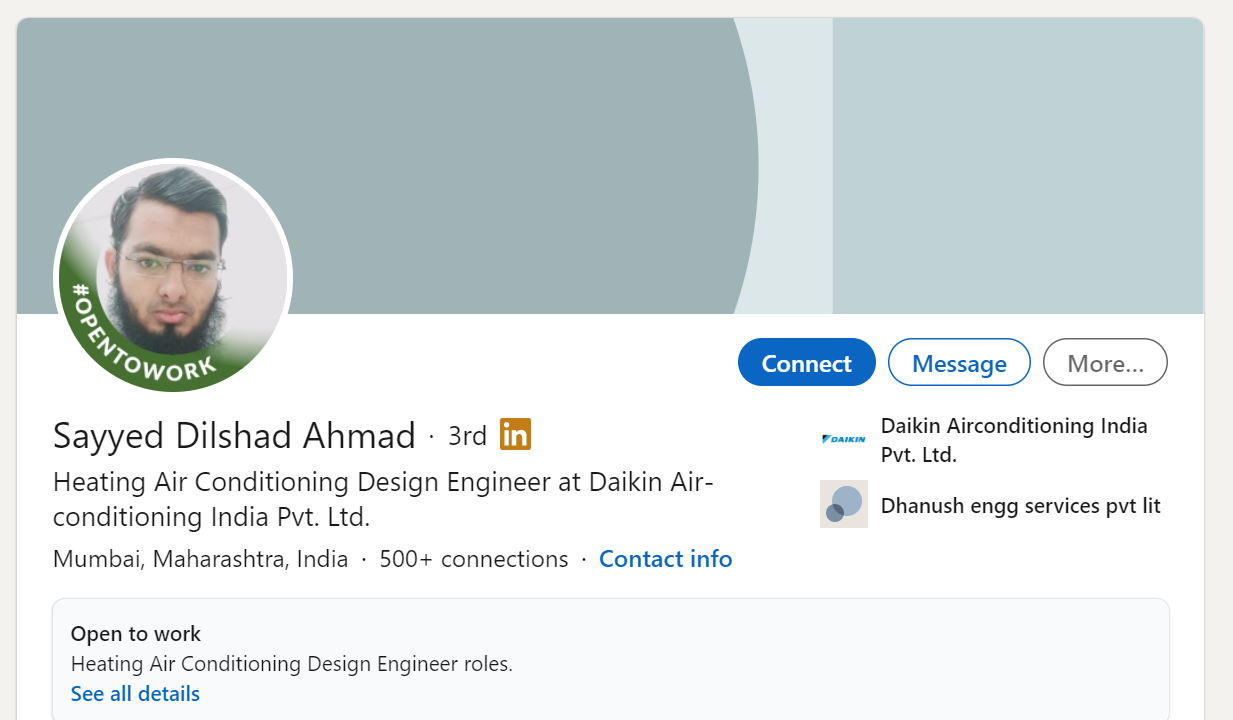 #OPENTOWORK
Connect
Message
More...
Sayyed Dilshad Ahmad · 3rd in
Heating Air Conditioning Design Engineer at Daikin Air-
conditioning India Pvt. Ltd.
Mumbai, Maharashtra, India · 500+ connections · Contact info
DAIKIN
Daikin Airconditioning India
Pvt. Ltd.
Dhanush engg services pvt lit
Open to work
Heating Air Conditioning Design Engineer roles.
See all details